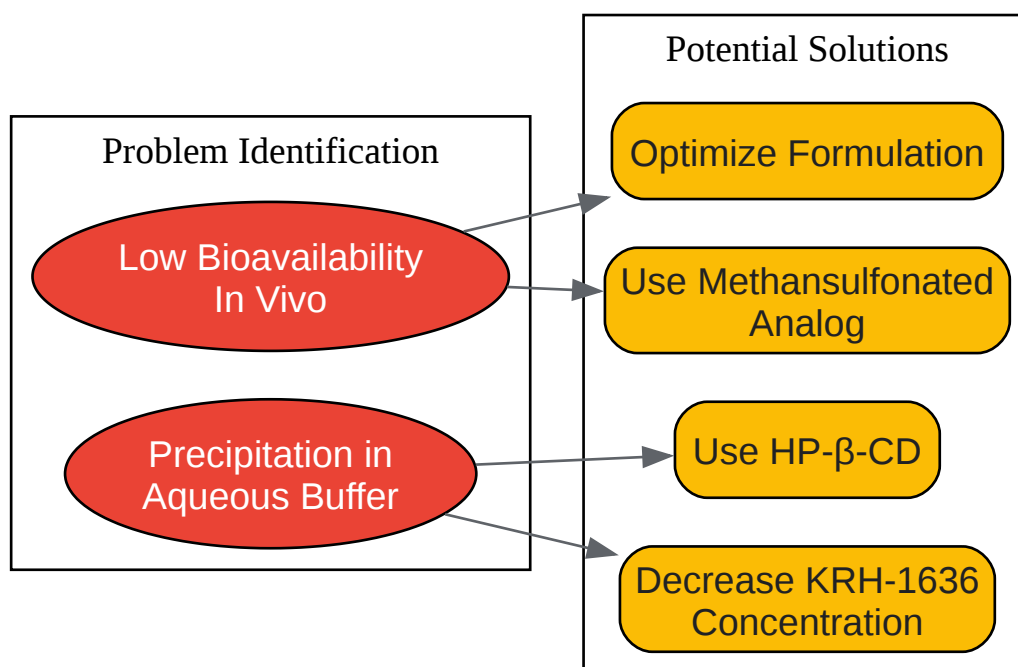 Problem Identification
Low Bioavailability
In Vivo
Precipitation in
Aqueous Buffer
Potential Solutions
Optimize Formulation
Use Methansulfonated
Analog
Use HP-β-CD
Decrease KRH-1636
Concentration